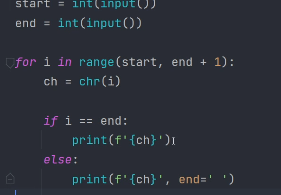 start = int(input())
end = int(input())
for i in range(start, end + 1):
ch = chr(i)
if i == end:
print(f'{ch}')
else:
print(f'{ch}', end=' ')